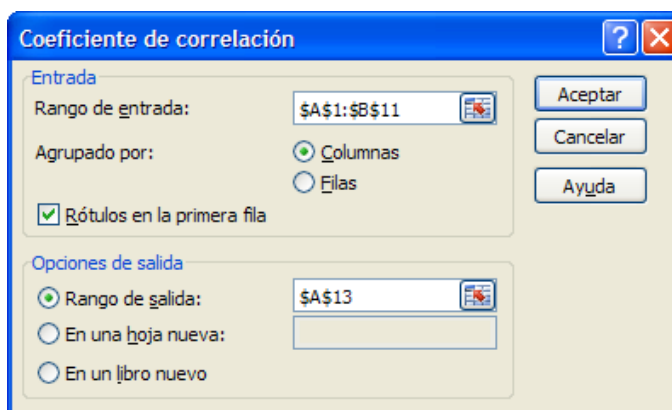 Coeficiente de correlación
Entrada
Rango de entrada: $A$1:$B$11
Agrupado por: Columnas
Filas
Rótulos en la primera fila
Opciones de salida
Rango de salida: $A$13
En una hoja nueva:
En un libro nuevo
Aceptar
Cancelar
Ayuda